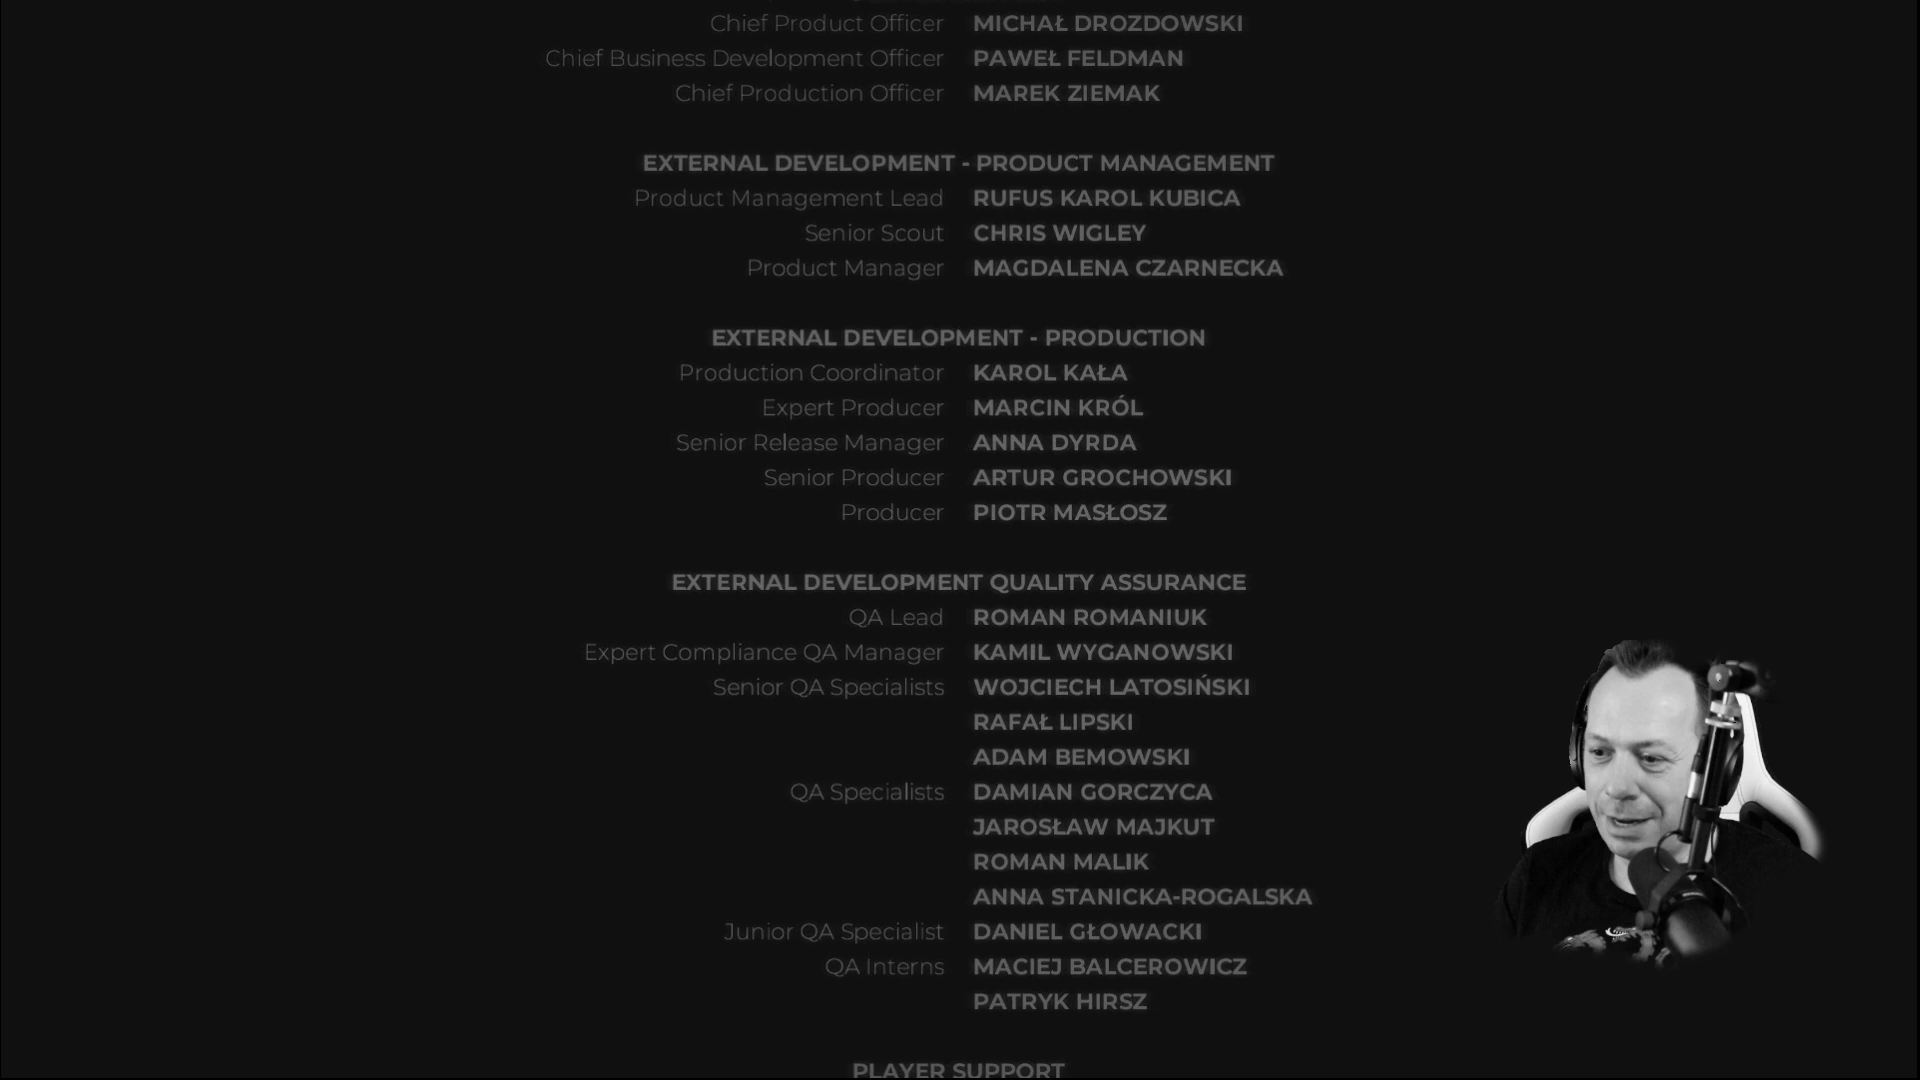 Chief Product Officer MICHAŁ DROZDOWSKI
Chief Business Development Officer PAWEŁ FELDMAN
Chief Production Officer MAREK ZIEMAK
EXTERNAL DEVELOPMENT - PRODUCT MANAGEMENT
Product Management Lead RUFUS KAROL KUBICA
Senior Scout CHRIS WIGLEY
Product Manager MAGDALENA CZARNECKA
EXTERNAL DEVELOPMENT - PRODUCTION
Production Coordinator KAROL KAŁA
Expert Producer MARCIN KRÓL
Senior Release Manager ANNA DYRDA
Senior Producer ARTUR GROCHOWSKI
Producer PIOTR MASŁOSZ
EXTERNAL DEVELOPMENT QUALITY ASSURANCE
QA Lead ROMAN ROMANIUK
Expert Compliance QA Manager KAMIL WYGANOWSKI
Senior QA Specialists WOJCIECH LATOSIŃSKI
RAFAŁ LIPSKI
ADAM BEMOWSKI
QA Specialists DAMIAN GORCZYCA
JAROSŁAW MAJKUT
ROMAN MALIK
ANNA STANICKA-ROGALSKA
Junior QA Specialist DANIEL GŁOWACKI
QA Interns MACIEJ BALCEROWICZ
PATRYK HIRSZ
PLAYER SUPPORT